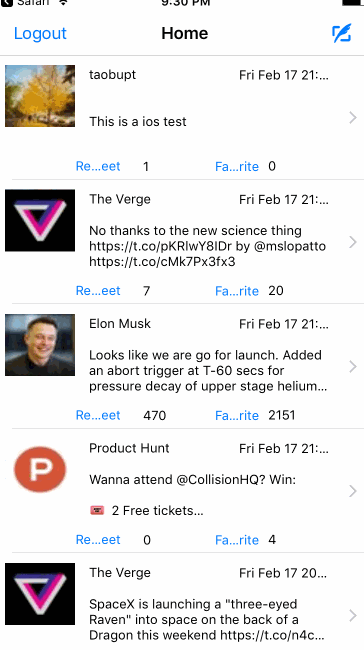 Safari 9:30 PM
Logout Home
taobupt Fri Feb 17 21:...
This is a ios test
Re...eet 1 Fa...rite 0
The Verge Fri Feb 17 21:...
No thanks to the new science thing
https://t.co/pKRlwY8lDr by @mslopatto
https://t.co/cMk7Px3fx3
Re...eet 7 Fa...rite 20
Elon Musk Fri Feb 17 21:...
Looks like we are go for launch. Added
an abort trigger at T-60 secs for
pressure decay of upper stage helium...
Re...eet 470 Fa...rite 2151
P
Product Hunt Fri Feb 17 21:...
Wanna attend @CollisionHQ? Win:
🎟 2 Free tickets...
Re...eet 0 Fa...rite 4
The Verge Fri Feb 17 20...
SpaceX is launching a "three-eyed
Raven" into space on the back of a
Dragon this weekend https://t.co/n4c...